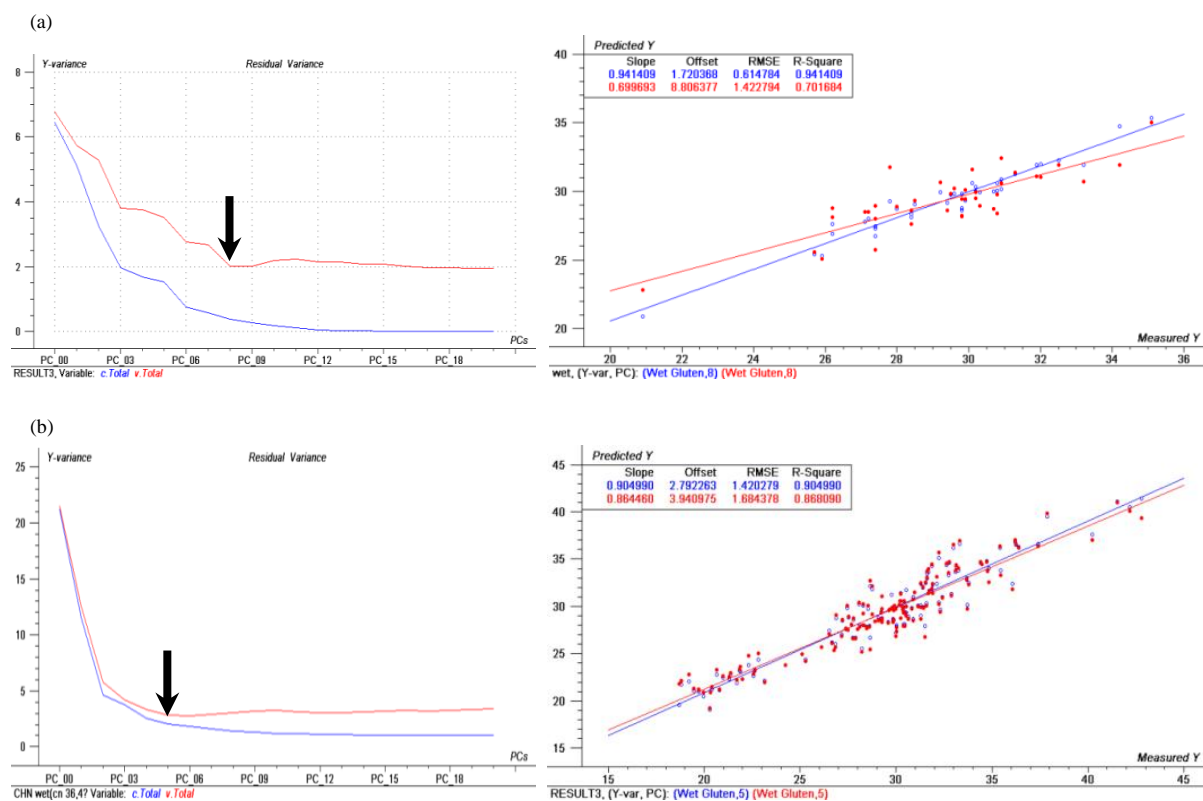 (a)
Y-variance Residual Variance
8
6
4
2
0
PCs
PC_00 PC_03 PC_06 PC_09 PC_12 PC_15 PC_18
RESULT3, Variable: c.Total v.Total
Predicted Y
40
35
30
25
20
Slope Offset RMSE R-Square
0.941409 1.720368 0.614784 0.941409
0.699693 8.806377 1.422794 0.701684
Measured Y
20 22 24 26 28 30 32 34 36
wet, (Y-var, PC): (Wet Gluten,8) (Wet Gluten,8)
(b)
Y-variance Residual Variance
25
20
15
10
5
0
PCs
PC_00 PC_03 PC_06 PC_09 PC_12 PC_15 PC_18
CHN wet(cn 36,4? Variable: c.Total v.Total
Predicted Y
45
40
35
30
25
20
15
Slope Offset RMSE R-Square
0.904990 2.792263 1.420279 0.904990
0.864460 3.940975 1.684378 0.868090
Measured Y
15 20 25 30 35 40 45
RESULT3, (Y-var, PC): (Wet Gluten,5) (Wet Gluten,5)